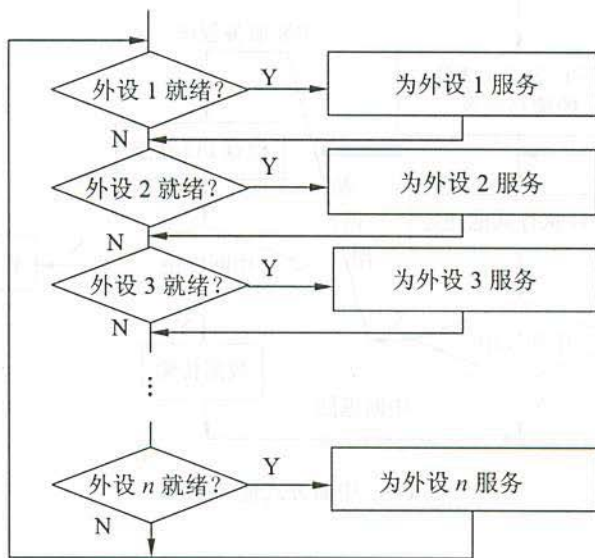 外设 1 就绪?
Y
为外设 1 服务
N
外设 2 就绪?
Y
为外设 2 服务
N
外设 3 就绪?
Y
为外设 3 服务
N
⋯
外设 n 就绪?
Y
为外设 n 服务
N